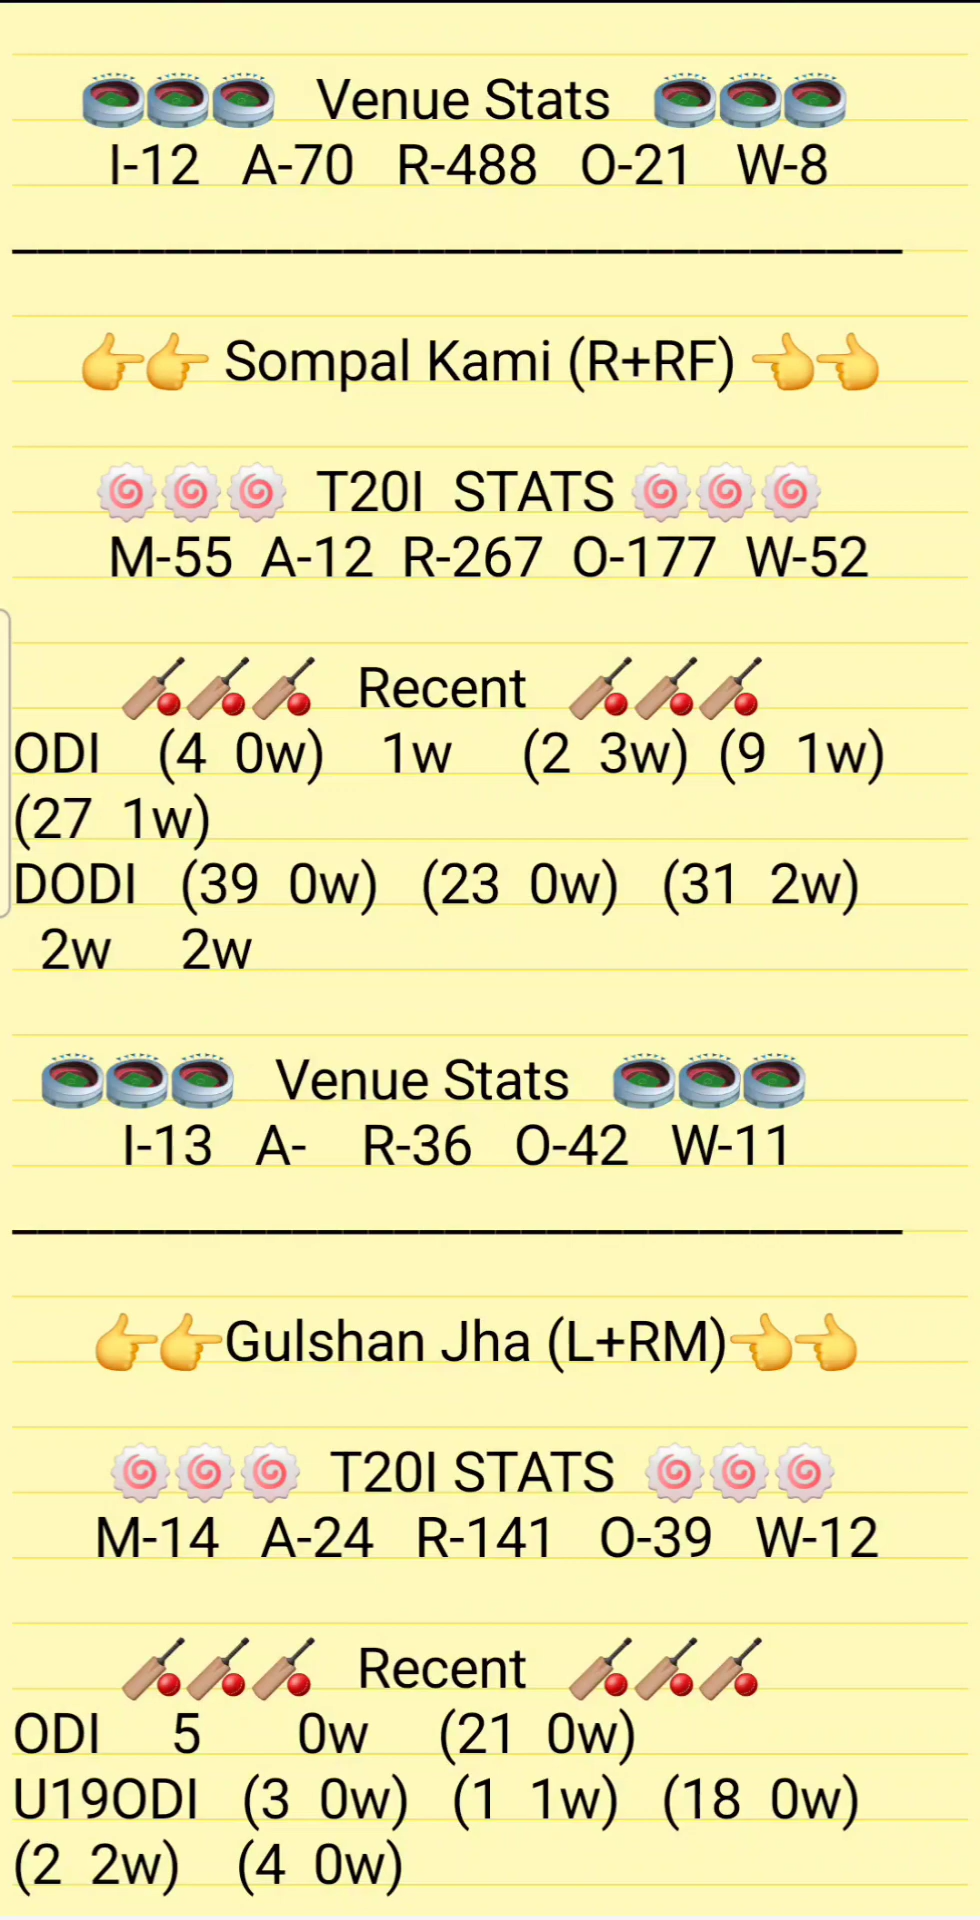 🏟️🏟️🏟️ Venue Stats 🏟️🏟️🏟️
I-12 A-70 R-488 O-21 W-8
___________________________________
👉👉 Sompal Kami (R+RF) 👈👈
🍥🍥🍥 T20I STATS 🍥🍥🍥
M-55 A-12 R-267 O-177 W-52
🏏🏏🏏 Recent 🏏🏏🏏
ODI (4 0w) 1w (2 3w) (9 1w)
(27 1w)
DODI (39 0w) (23 0w) (31 2w)
2w 2w
🏟️🏟️🏟️ Venue Stats 🏟️🏟️🏟️
I-13 A- R-36 O-42 W-11
___________________________________
👉👉Gulshan Jha (L+RM)👈👈
🍥🍥🍥 T20I STATS 🍥🍥🍥
M-14 A-24 R-141 O-39 W-12
🏏🏏🏏 Recent 🏏🏏🏏
ODI 5 0w (21 0w)
U19ODI (3 0w) (1 1w) (18 0w)
(2 2w) (4 0w)